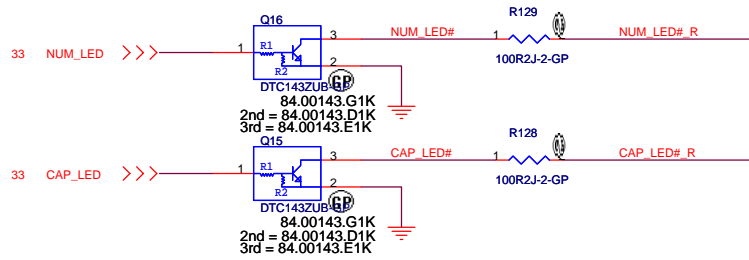 Q16
R129
33 NUM_LED 1 R1 R2 3 NUM_LED# 1 NUM_LED#_R
2
100R2J-2-GP
DTC143ZUB-GP GP
84.00143.G1K
2nd = 84.00143.D1K
3rd = 84.00143.E1K
Q15
R128
33 CAP_LED 1 R1 R2 3 CAP_LED# 1 CAP_LED#_R
2
100R2J-2-GP
DTC143ZUB-GP GP
84.00143.G1K
2nd = 84.00143.D1K
3rd = 84.00143.E1K